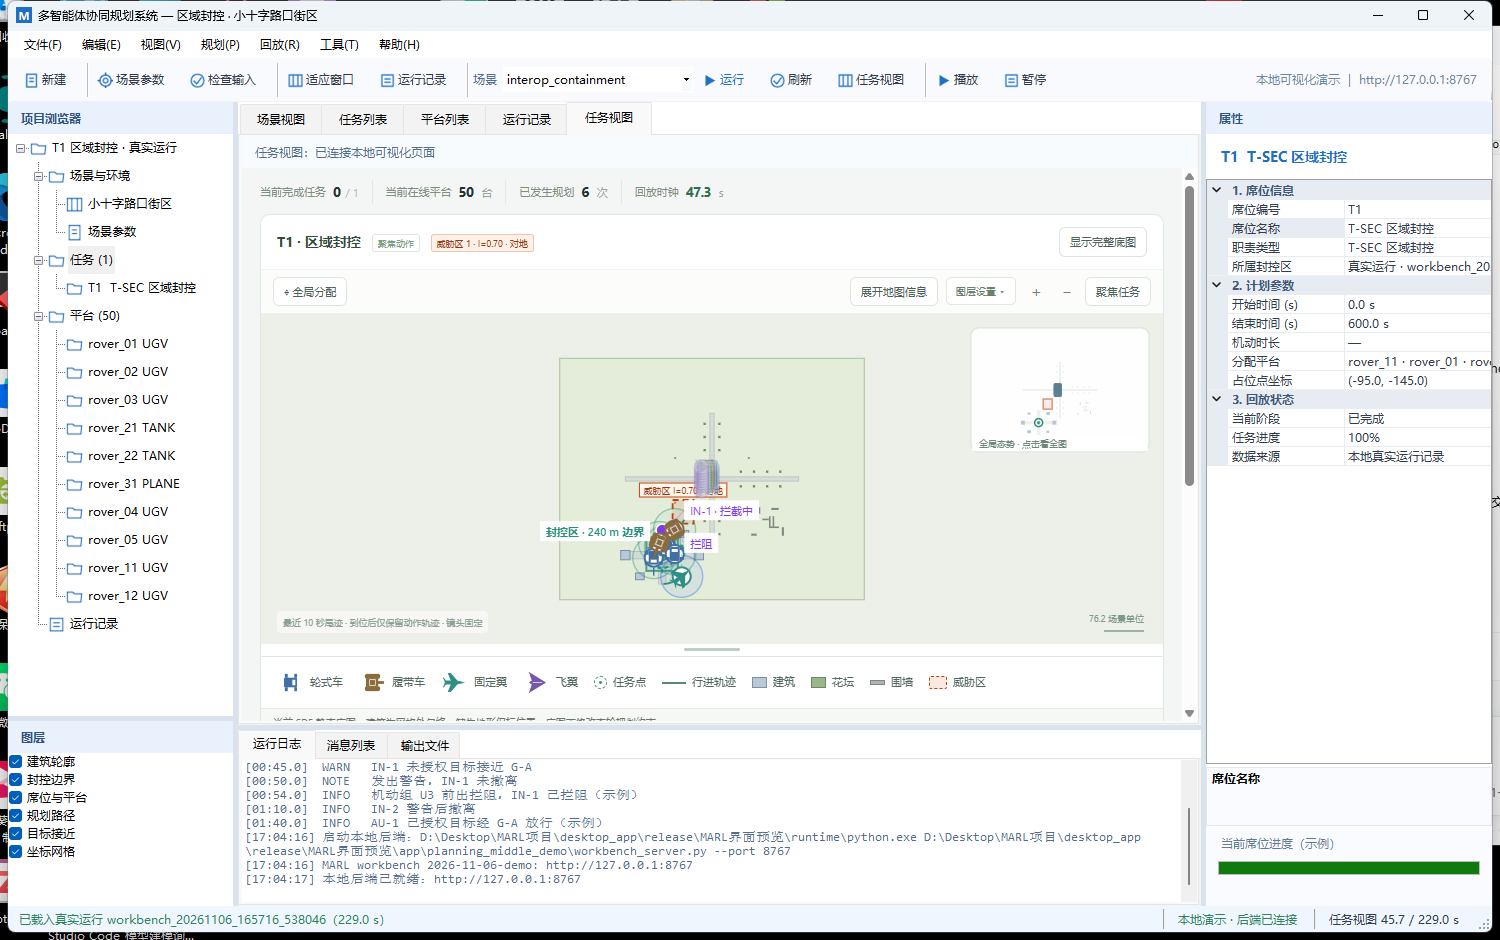 多智能体协同规划系统 — 区域封控 · 小十字路口街区
文件(F) 编辑(E) 视图(V) 规划(P) 回放(R) 工具(T) 帮助(H)
新建 场景参数 检查输入 适应窗口 运行记录 场景 interop_containment 运行 刷新 任务视图 播放 暂停 本地可视化演示 | http://127.0.0.1:8767
项目浏览器
T1 区域封控 · 真实运行
场景与环境
小十字路口街区
场景参数
任务 (1)
T1 T-SEC 区域封控
平台 (50)
rover_01 UGV
rover_02 UGV
rover_03 UGV
rover_21 TANK
rover_22 TANK
rover_31 PLANE
rover_04 UGV
rover_05 UGV
rover_11 UGV
rover_12 UGV
运行记录
图层
建筑轮廓
封控边界
席位与平台
规划路径
目标接近
坐标网格
场景视图 任务列表 平台列表 运行记录 任务视图
任务视图：已连接本地可视化页面
当前完成任务 0 / 1 当前在线平台 50 台 已发生规划 6 次 回放时钟 47.3 s
T1 · 区域封控 聚焦动作 威胁区 1 · I=0.70 · 对地 显示完整底图
全局分配 展开地图信息 图层设置 + − 聚焦任务
全局态势 · 点击看全图
威胁区 I=0.70 对地
IN-1 · 拦截中
封控区 · 240 m 边界
拦阻
最近 10 秒尾迹 · 到位后仅保留动作轨迹 · 镜头固定
76.2 场景单位
轮式车 履带车 固定翼 飞翼 任务点 行进轨迹 建筑 花坛 围墙 威胁区
运行日志 消息列表 输出文件
[00:45.0] WARN IN-1 未授权目标接近 G-A
[00:50.0] NOTE 发出警告，IN-1 未撤离
[00:54.0] INFO 机动组 U3 前出拦阻，IN-1 已拦阻（示例）
[01:10.0] INFO IN-2 警告后撤离
[01:40.0] INFO AU-1 已授权目标经 G-A 放行（示例）
[17:04:16] 启动本地后端：D:\Desktop\MARL项目\desktop_app\release\MARL界面预览\runtime\python.exe D:\Desktop\MARL项目\desktop_app
\release\MARL界面预览\app\planning_middle_demo\workbench_server.py --port 8767
[17:04:16] MARL workbench 2026-11-06-demo: http://127.0.0.1:8767
[17:04:17] 本地后端已就绪：http://127.0.0.1:8767
属性
T1 T-SEC 区域封控
1. 席位信息
席位编号 T1
席位名称 T-SEC 区域封控
职责类型 T-SEC 区域封控
所属封控区 真实运行 · workbench_20
2. 计划参数
开始时间 (s) 0.0 s
结束时间 (s) 600.0 s
机动时长 —
分配平台 rover_11 · rover_01 · rov
占位点坐标 (-95.0, -145.0)
3. 回放状态
当前阶段 已完成
任务进度 100%
数据来源 本地真实运行记录
席位名称
当前席位进度（示例）
已载入真实运行 workbench_20261106_165716_538046（229.0 s） 本地演示 · 后端已连接 任务视图 45.7 / 229.0 s